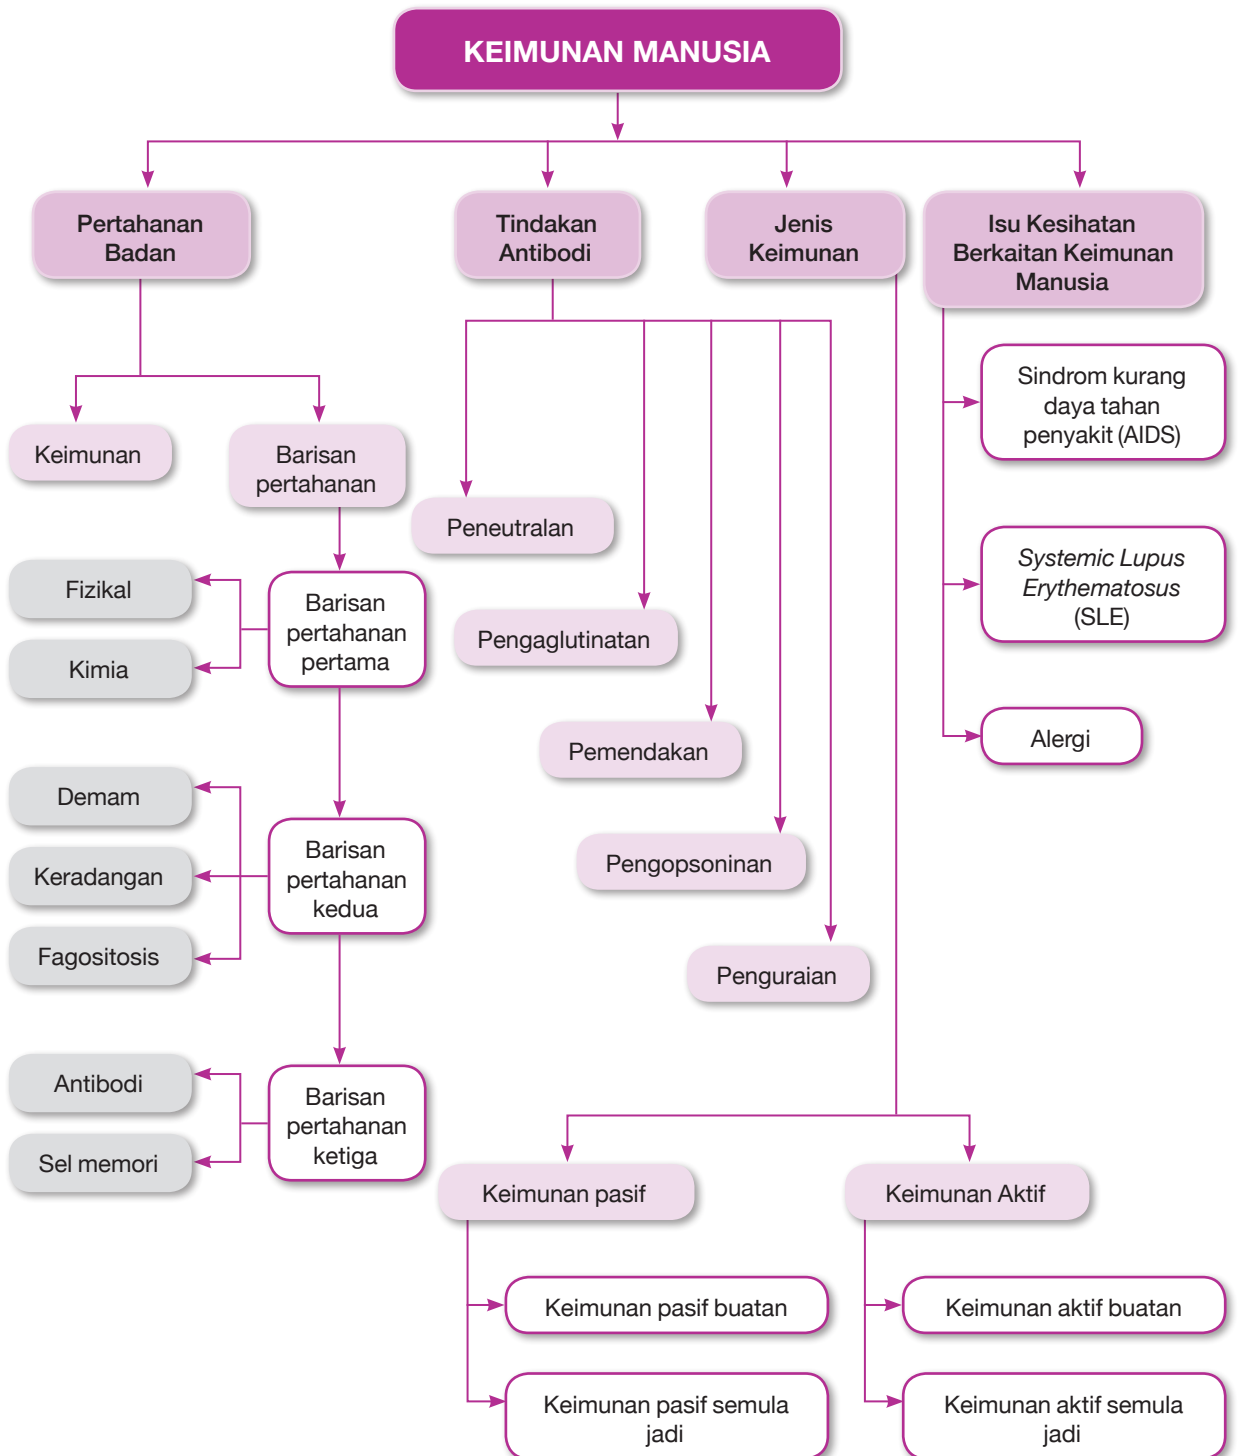 KEIMUNAN MANUSIA
Pertahanan
Badan
Tindakan
Antibodi
Jenis
Keimunan
Isu Kesihatan
Berkaitan Keimunan
Manusia
Keimunan
Barisan
pertahanan
Barisan
pertahanan
pertama
Fizikal
Kimia
Barisan
pertahanan
kedua
Demam
Keradangan
Fagositosis
Barisan
pertahanan
ketiga
Antibodi
Sel memori
Peneutralan
Pengaglutinatan
Pemendakan
Pengopsoninan
Penguraian
Keimunan pasif
Keimunan pasif buatan
Keimunan pasif semula
jadi
Keimunan Aktif
Keimunan aktif buatan
Keimunan aktif semula
jadi
Sindrom kurang
daya tahan
penyakit (AIDS)
Systemic Lupus
Erythematosus
(SLE)
Alergi